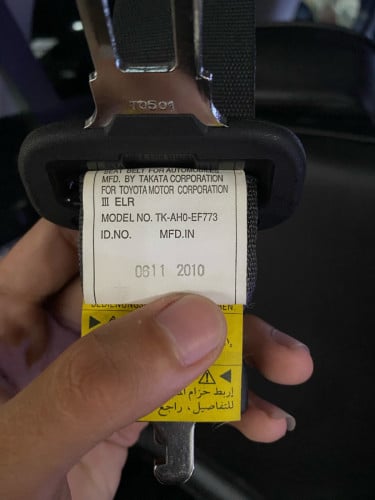 T0501
SEAT BELT FOR AUTOMOBILES
MFD. BY TAKATA CORPORATION
FOR TOYOTA MOTOR CORPORATION
III ELR
MODEL NO. TK-AH0-EF773
ID.NO. MFD.IN
0611 2010
إربط حزام
للتفاصيل، راجع